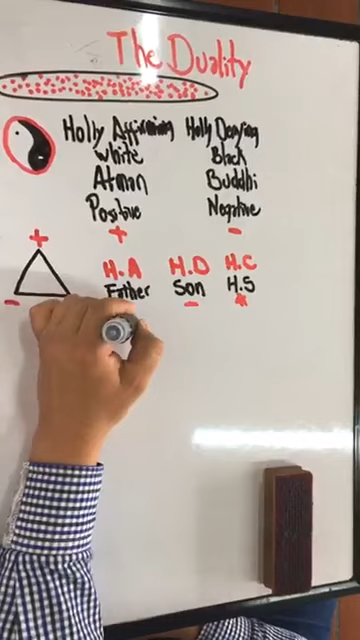 The Duality
Holly Affirming Holly Denying
White Black
Atman Buddhi
Positive Negative
+ -
+
H.A H.D H.C
Father Son H.S
- - *